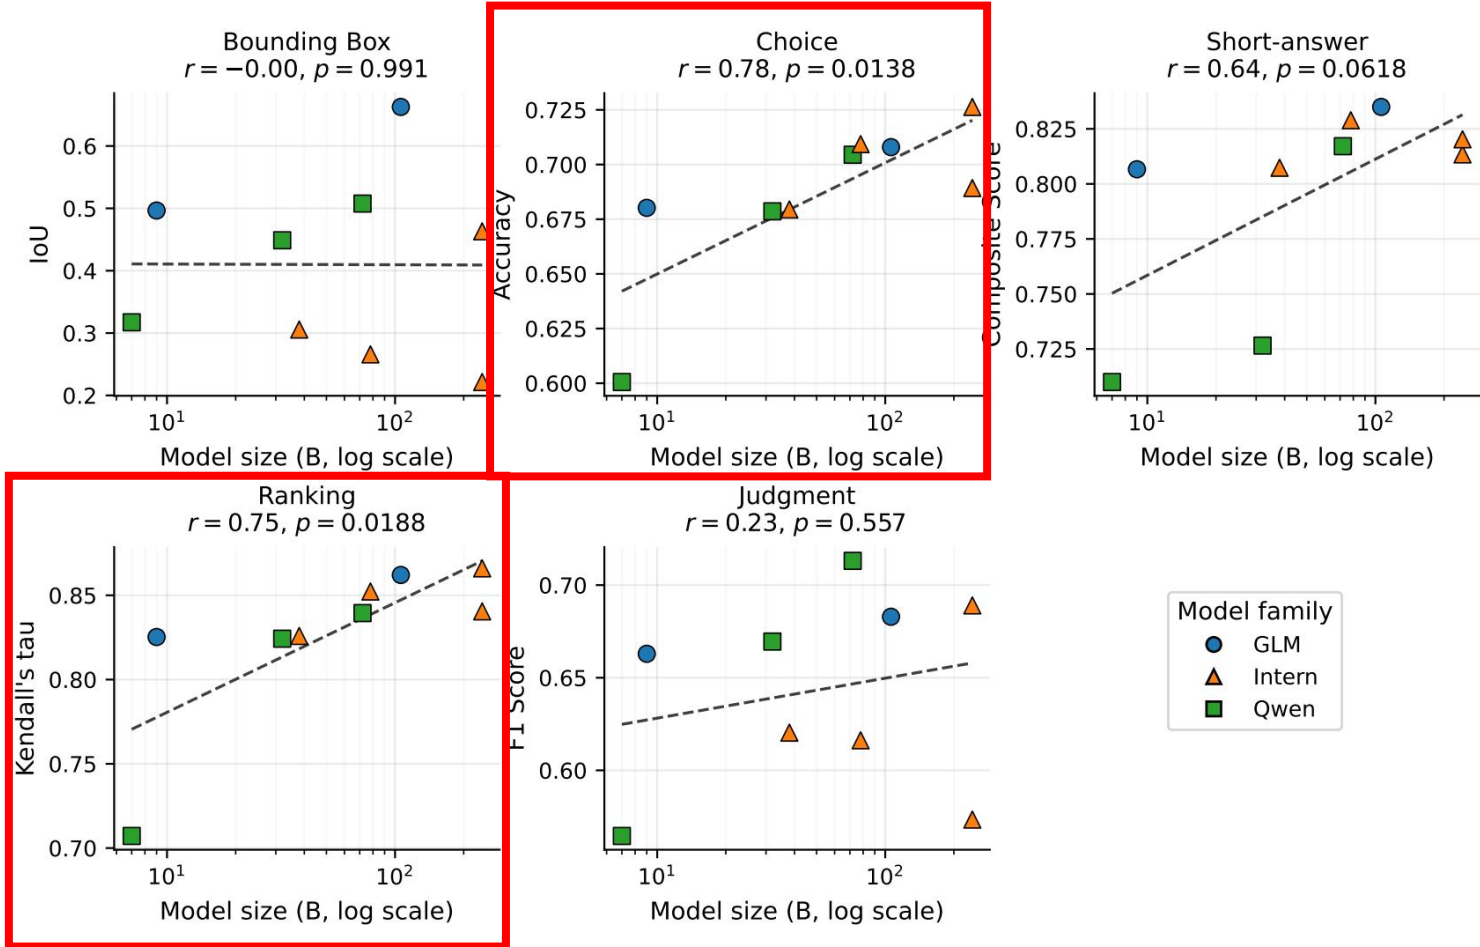 Bounding Box
r = −0.00, p = 0.991
IoU
0.6
0.5
0.4
0.3
0.2
10¹
10²
Model size (B, log scale)
Choice
r = 0.78, p = 0.0138
Accuracy
0.725
0.700
0.675
0.650
0.625
0.600
10¹
10²
Model size (B, log scale)
Short-answer
r = 0.64, p = 0.0618
Composite Score
0.825
0.800
0.775
0.750
0.725
10¹
10²
Model size (B, log scale)
Ranking
r = 0.75, p = 0.0188
Kendall's tau
0.85
0.80
0.75
0.70
10¹
10²
Model size (B, log scale)
Judgment
r = 0.23, p = 0.557
F1 Score
0.70
0.65
0.60
10¹
10²
Model size (B, log scale)
Model family
GLM
Intern
Qwen